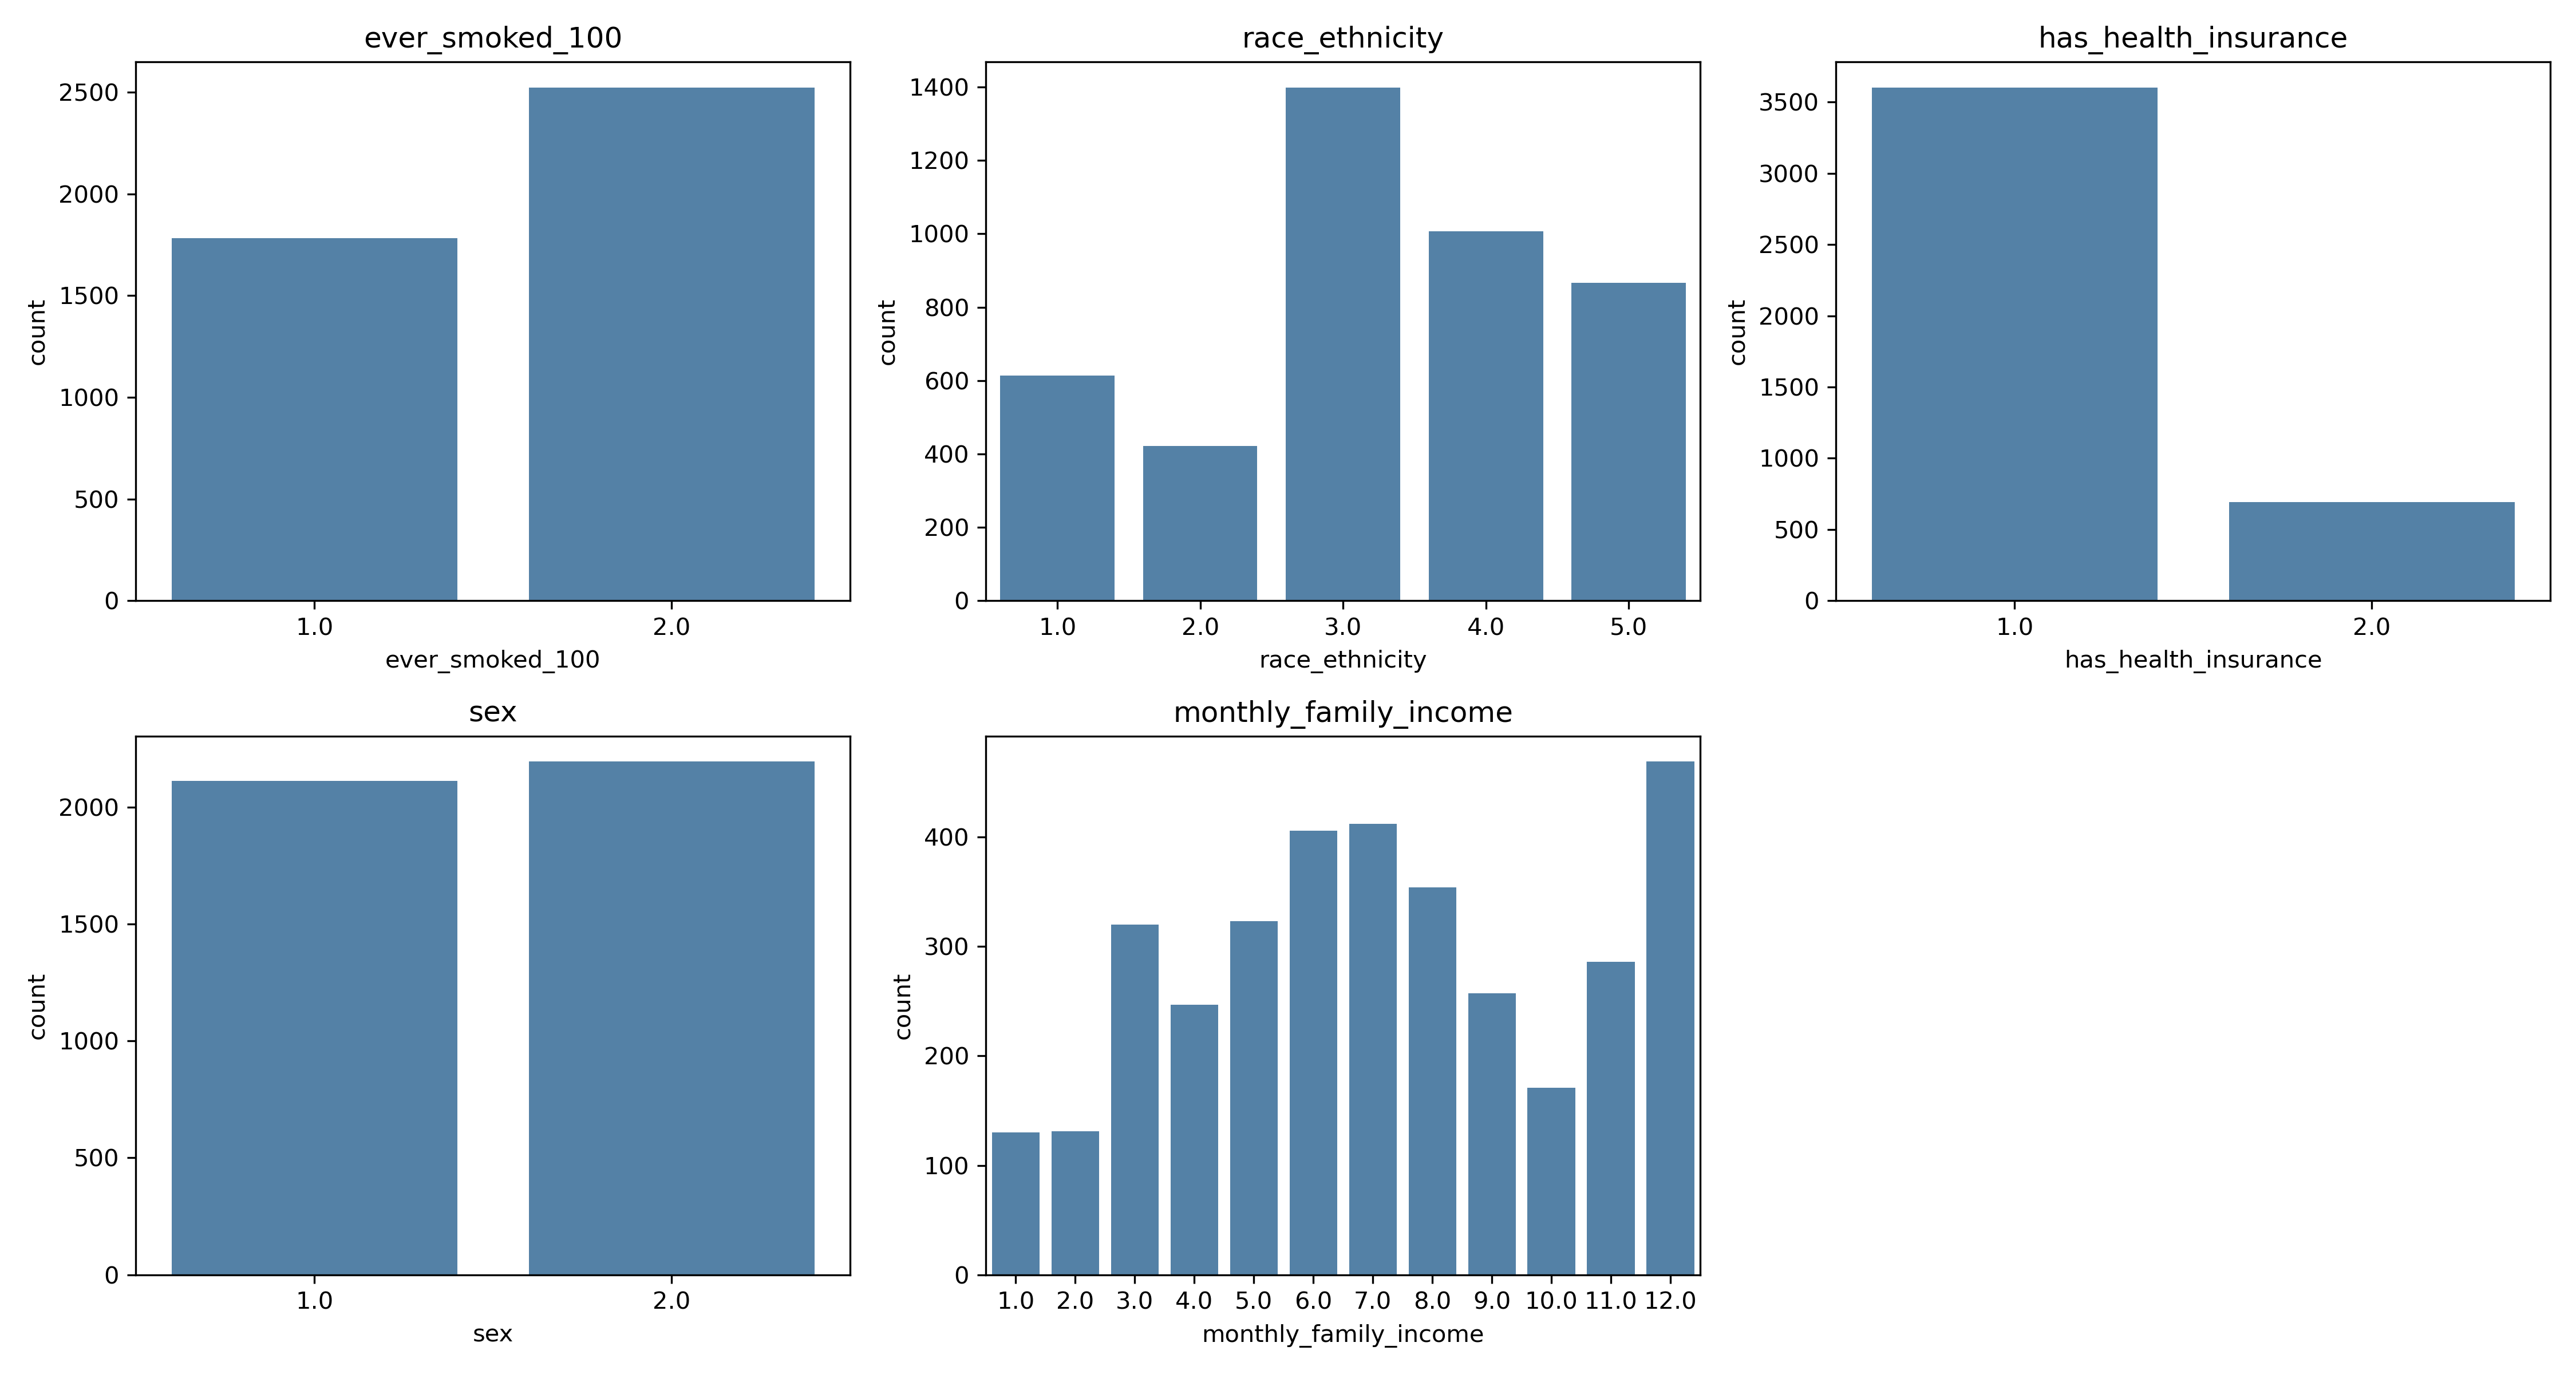 ever_smoked_100
count
2500
2000
1500
1000
500
0
1.0 2.0
ever_smoked_100
race_ethnicity
count
1400
1200
1000
800
600
400
200
0
1.0 2.0 3.0 4.0 5.0
race_ethnicity
has_health_insurance
count
3500
3000
2500
2000
1500
1000
500
0
1.0 2.0
has_health_insurance
sex
count
2000
1500
1000
500
0
1.0 2.0
sex
monthly_family_income
count
400
300
200
100
0
1.0 2.0 3.0 4.0 5.0 6.0 7.0 8.0 9.0 10.0 11.0 12.0
monthly_family_income